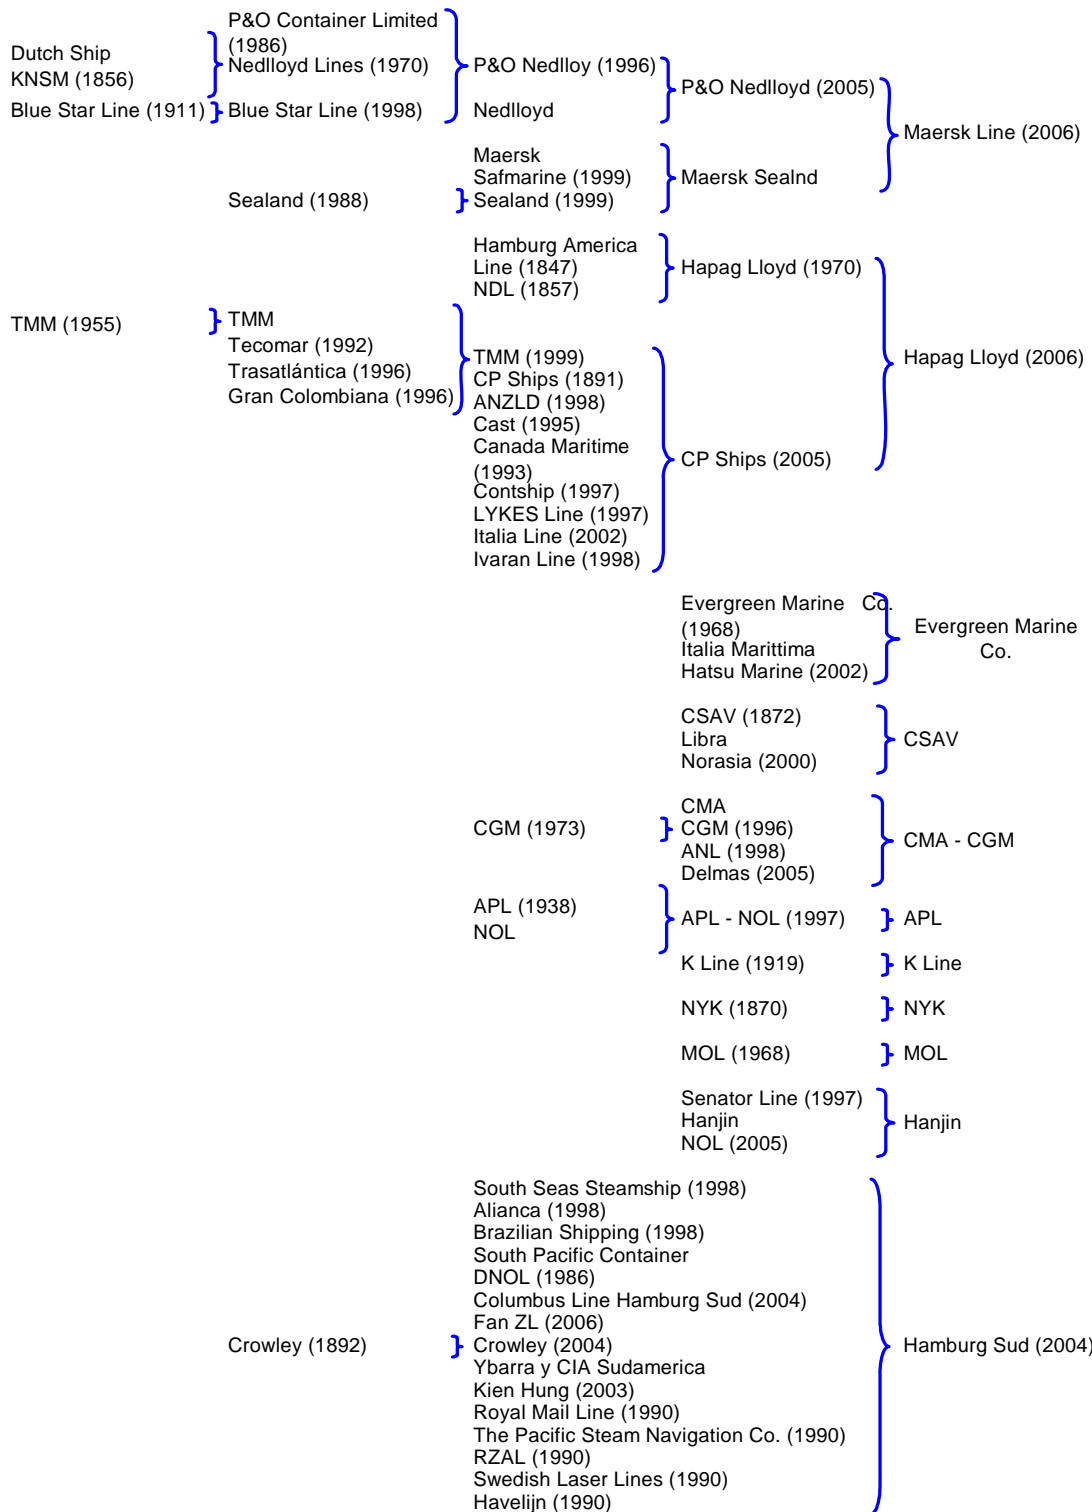 P&O Container Limited
(1986)
Dutch Ship
KNSM (1856)
Nedlloyd Lines (1970)
P&O Nedlloy (1996)
P&O Nedlloyd (2005)
Blue Star Line (1911)
Blue Star Line (1998)
Nedlloyd
Maersk Line (2006)
Maersk
Safmarine (1999)
Maersk Sealnd
Sealand (1988)
Sealand (1999)
Hamburg America
Line (1847)
Hapag Lloyd (1970)
NDL (1857)
TMM (1955)
TMM
Tecomar (1992)
Trasatlántica (1996)
Gran Colombiana (1996)
TMM (1999)
Hapag Lloyd (2006)
CP Ships (1891)
ANZLD (1998)
Cast (1995)
Canada Maritime
(1993)
CP Ships (2005)
Contship (1997)
LYKES Line (1997)
Italia Line (2002)
Ivaran Line (1998)
Evergreen Marine Co.
(1968)
Italia Marittima
Hatsu Marine (2002)
Evergreen Marine
Co.
CSAV (1872)
Libra
CSAV
Norasia (2000)
CMA
CGM (1973)
CGM (1996)
CMA - CGM
ANL (1998)
Delmas (2005)
APL (1938)
NOL
APL - NOL (1997)
APL
K Line (1919)
K Line
NYK (1870)
NYK
MOL (1968)
MOL
Senator Line (1997)
Hanjin
Hanjin
NOL (2005)
South Seas Steamship (1998)
Alianca (1998)
Brazilian Shipping (1998)
South Pacific Container
DNOL (1986)
Columbus Line Hamburg Sud (2004)
Fan ZL (2006)
Crowley (1892)
Crowley (2004)
Hamburg Sud (2004)
Ybarra y CIA Sudamerica
Kien Hung (2003)
Royal Mail Line (1990)
The Pacific Steam Navigation Co. (1990)
RZAL (1990)
Swedish Laser Lines (1990)
Havelijn (1990)